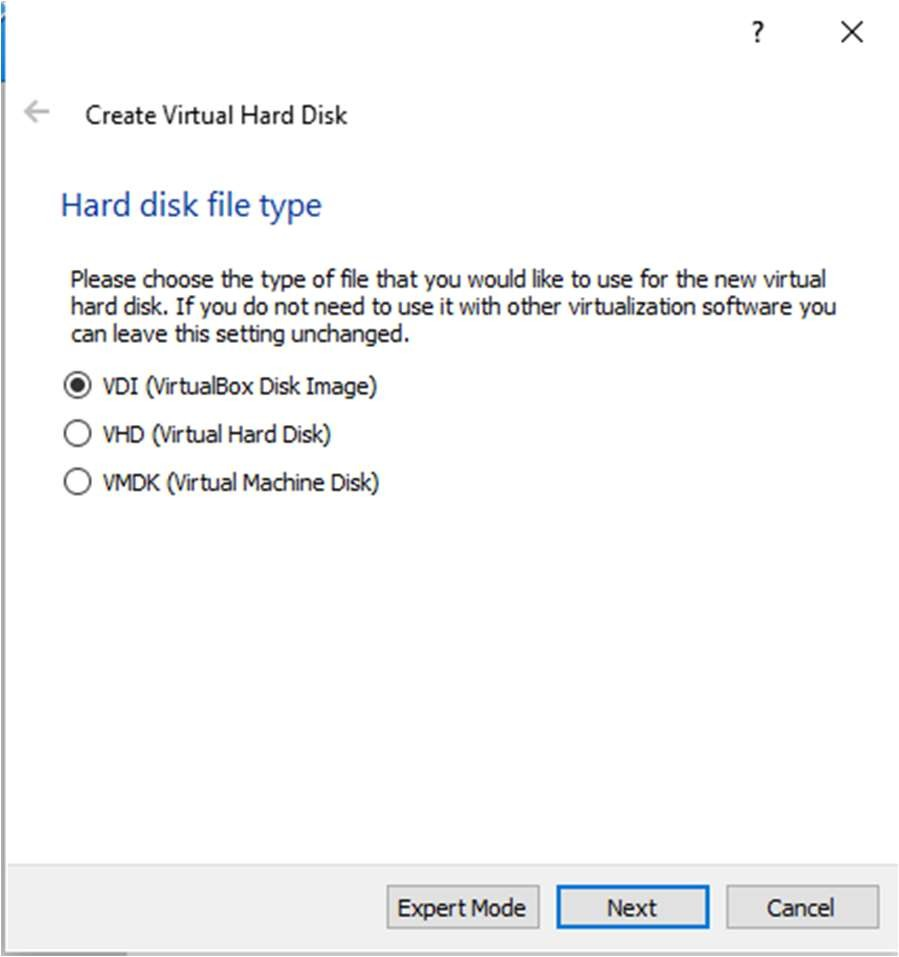 ?
Create Virtual Hard Disk
Hard disk file type
Please choose the type of file that you would like to use for the new virtual
hard disk. If you do not need to use it with other virtualization software you
can leave this setting unchanged.
VDI (VirtualBox Disk Image)
VHD (Virtual Hard Disk)
VMDK (Virtual Machine Disk)
Expert Mode
Next
Cancel